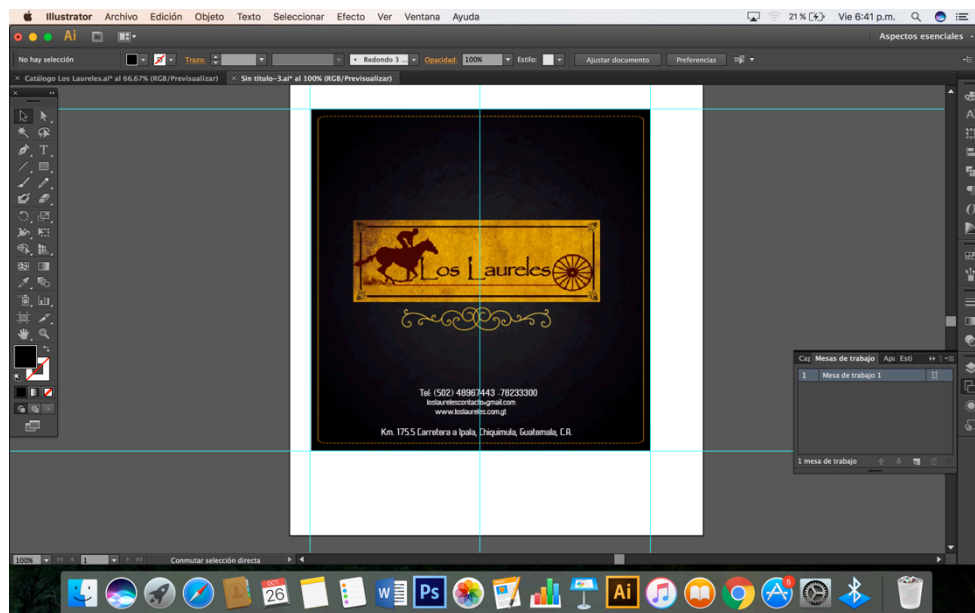 Illustrator Archivo Edición Objeto Texto Seleccionar Efecto Ver Ventana Ayuda 21 % Vie 6:41 p.m.
Ai Aspectos esenciales
No hay selección Trazo: Redondo 3 ... Opacidad: 100% Estilo: Ajustar documento Preferencias
× Catálogo Los Laureles.ai* al 66.67% (RGB/Previsualizar) × Sin título-3.ai* al 100% (RGB/Previsualizar)
Los Laureles
Mesas de trabajo Esti
1 Mesa de trabajo 1
Tel: (502) 48967443 -78233300
www.loslaureles.com.gt
Km. 175.5 Carretera a Ipala, Chiquimula, Guatemala, C.A.
1 mesa de trabajo
100% 1 Conmutar selección directa
OCT.
26
W
Ps
Ai
5